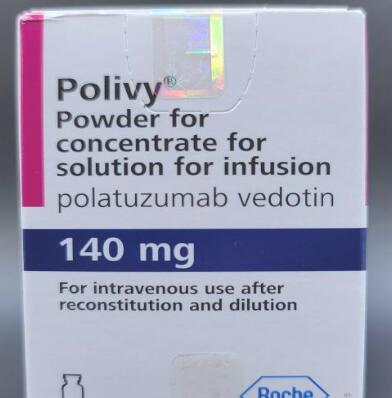 Polivy®
Powder for
concentrate for
solution for infusion
polatuzumab vedotin
140 mg
For intravenous use after
reconstitution and dilution
Roche